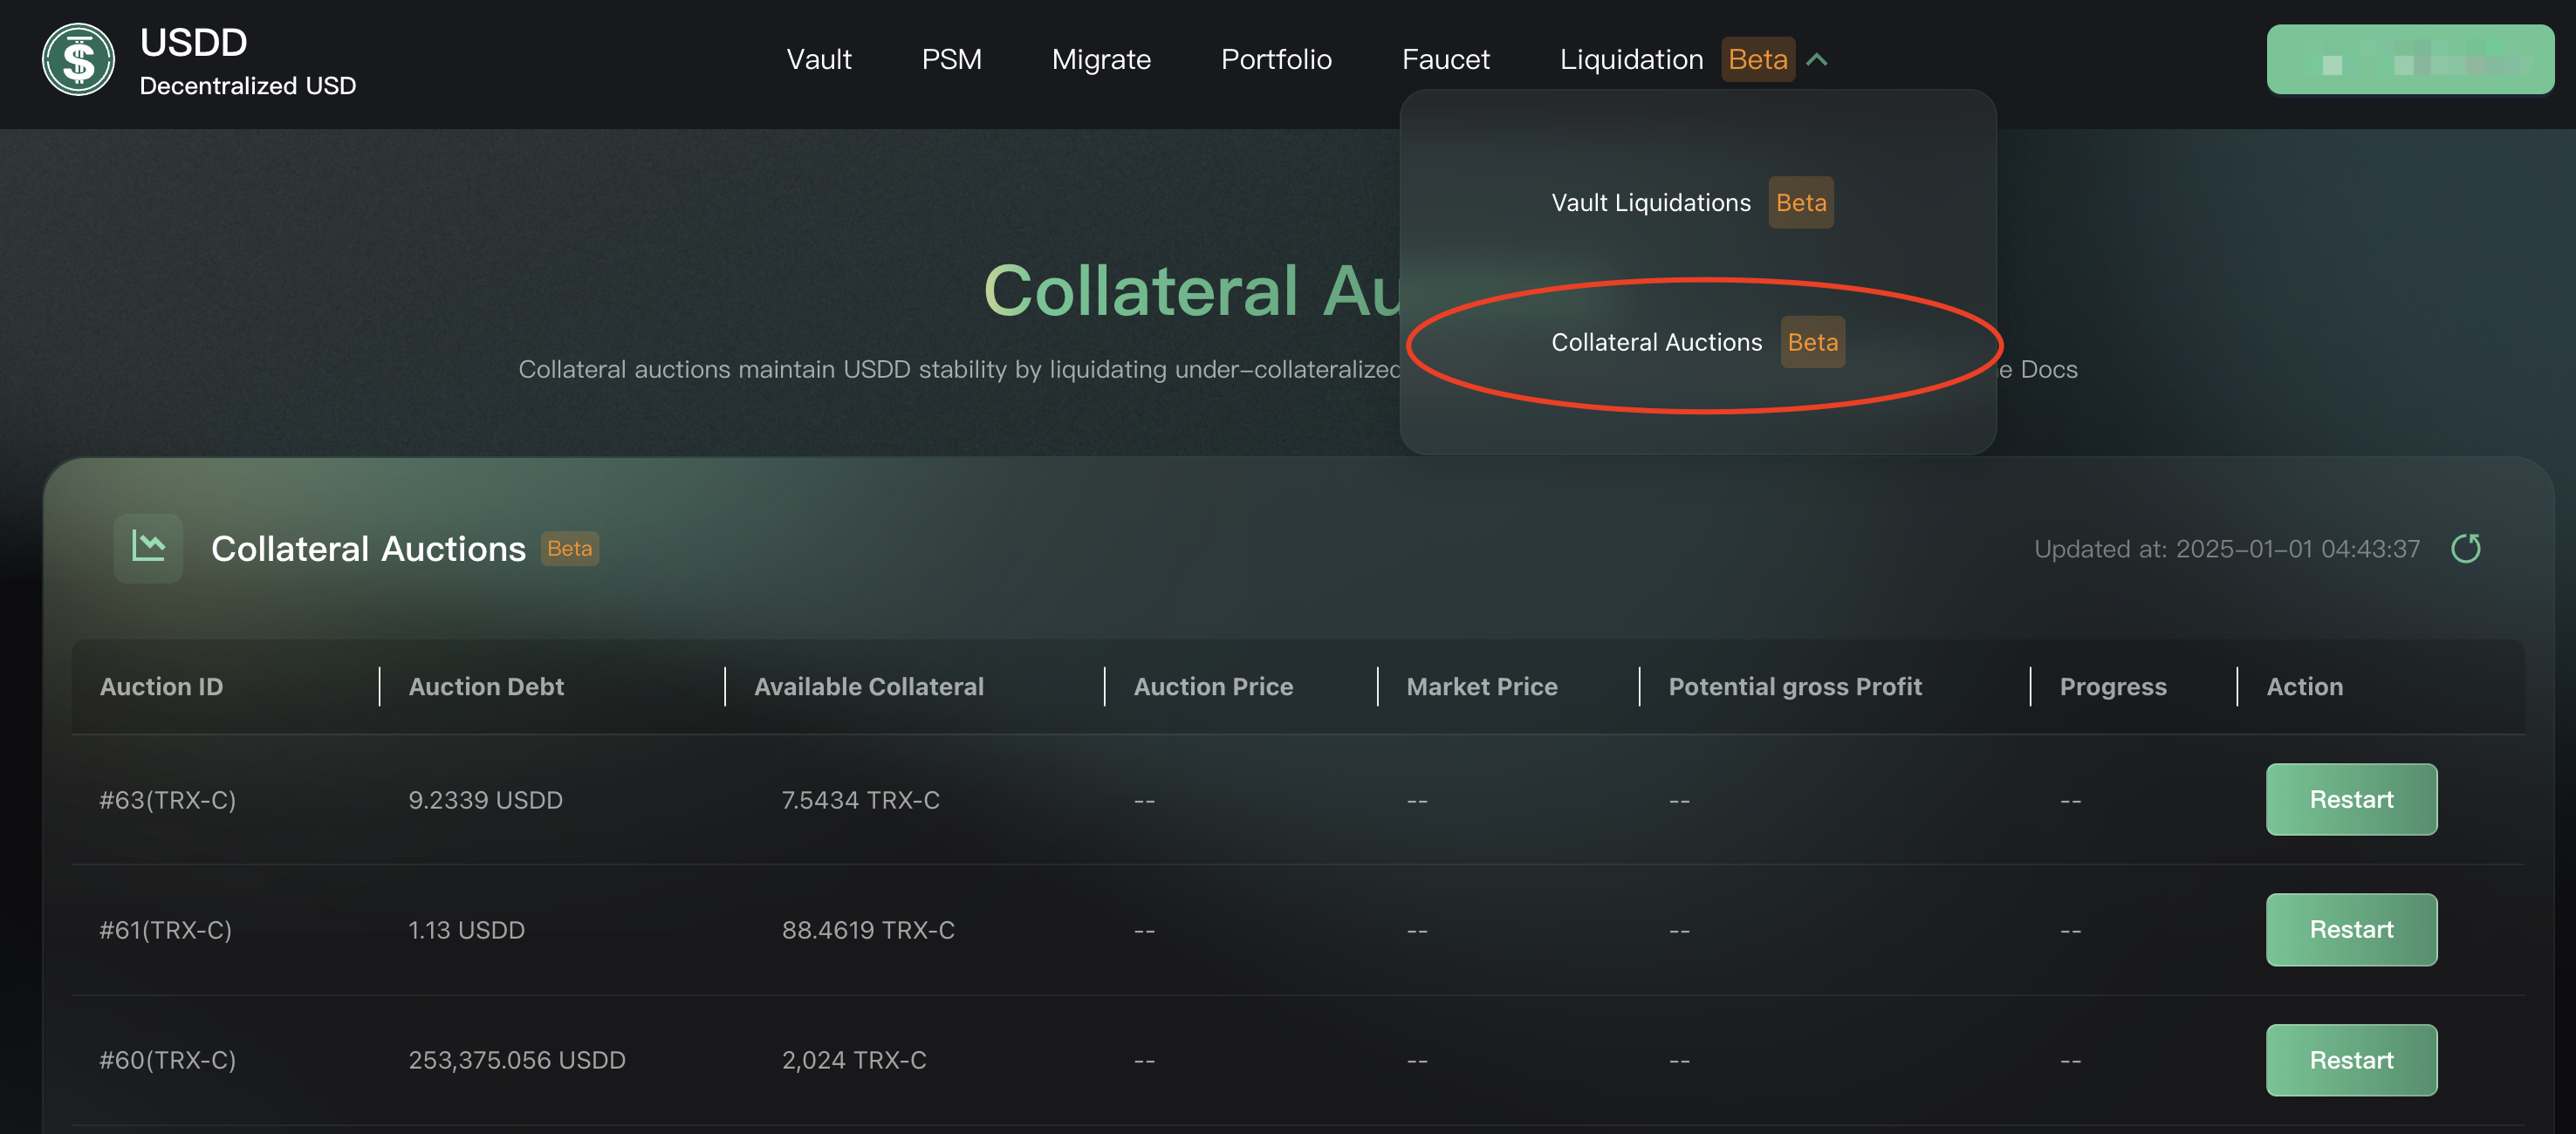 USDD
Decentralized USD
Vault PSM Migrate Portfolio Faucet Liquidation Beta
Vault Liquidations Beta
Collateral Auctions Beta
Collateral Au
Collateral auctions maintain USDD stability by liquidating under-collateralized e Docs
Collateral Auctions Beta
Updated at: 2025-01-01 04:43:37
Auction ID Auction Debt Available Collateral Auction Price Market Price Potential gross Profit Progress Action
#63(TRX-C) 9.2339 USDD 7.5434 TRX-C -- -- -- -- Restart
#61(TRX-C) 1.13 USDD 88.4619 TRX-C -- -- -- -- Restart
#60(TRX-C) 253,375.056 USDD 2,024 TRX-C -- -- -- -- Restart